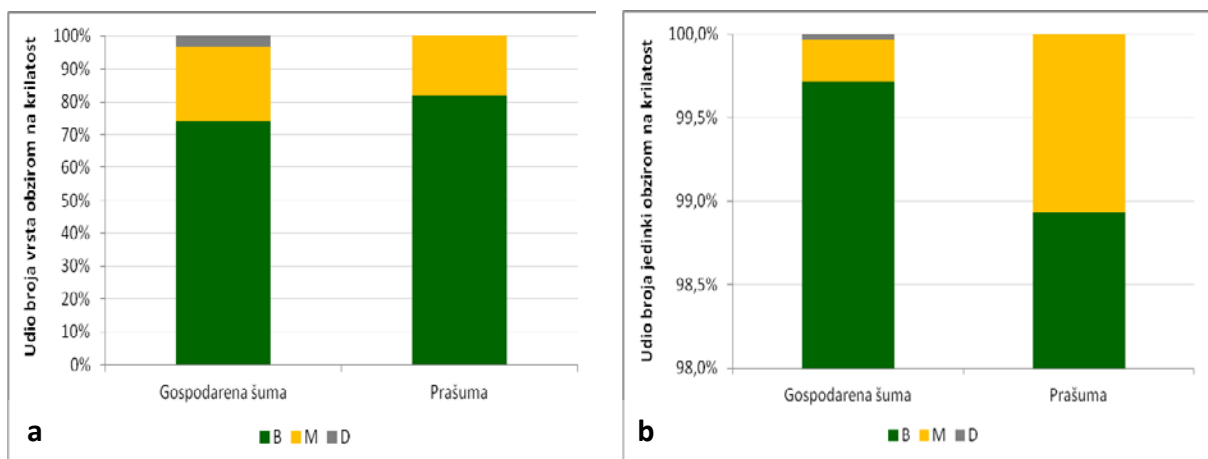 Udio broja vrsta obzirom na krilatost
100%
90%
80%
70%
60%
50%
40%
30%
20%
10%
0%
Gospodarena šuma Prašuma
B M D
a
Udio broja jedinki obzirom na krilatost
100,0%
99,5%
99,0%
98,5%
98,0%
Gospodarena šuma Prašuma
B M D
b